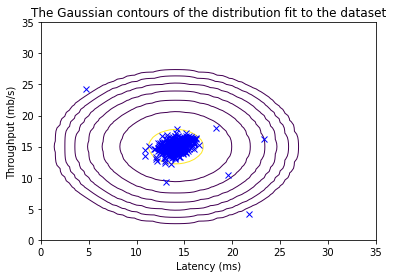 The Gaussian contours of the distribution fit to the dataset
35
30
25
20
15
10
5
0
Throughput (mb/s)
0 5 10 15 20 25 30 35
Latency (ms)